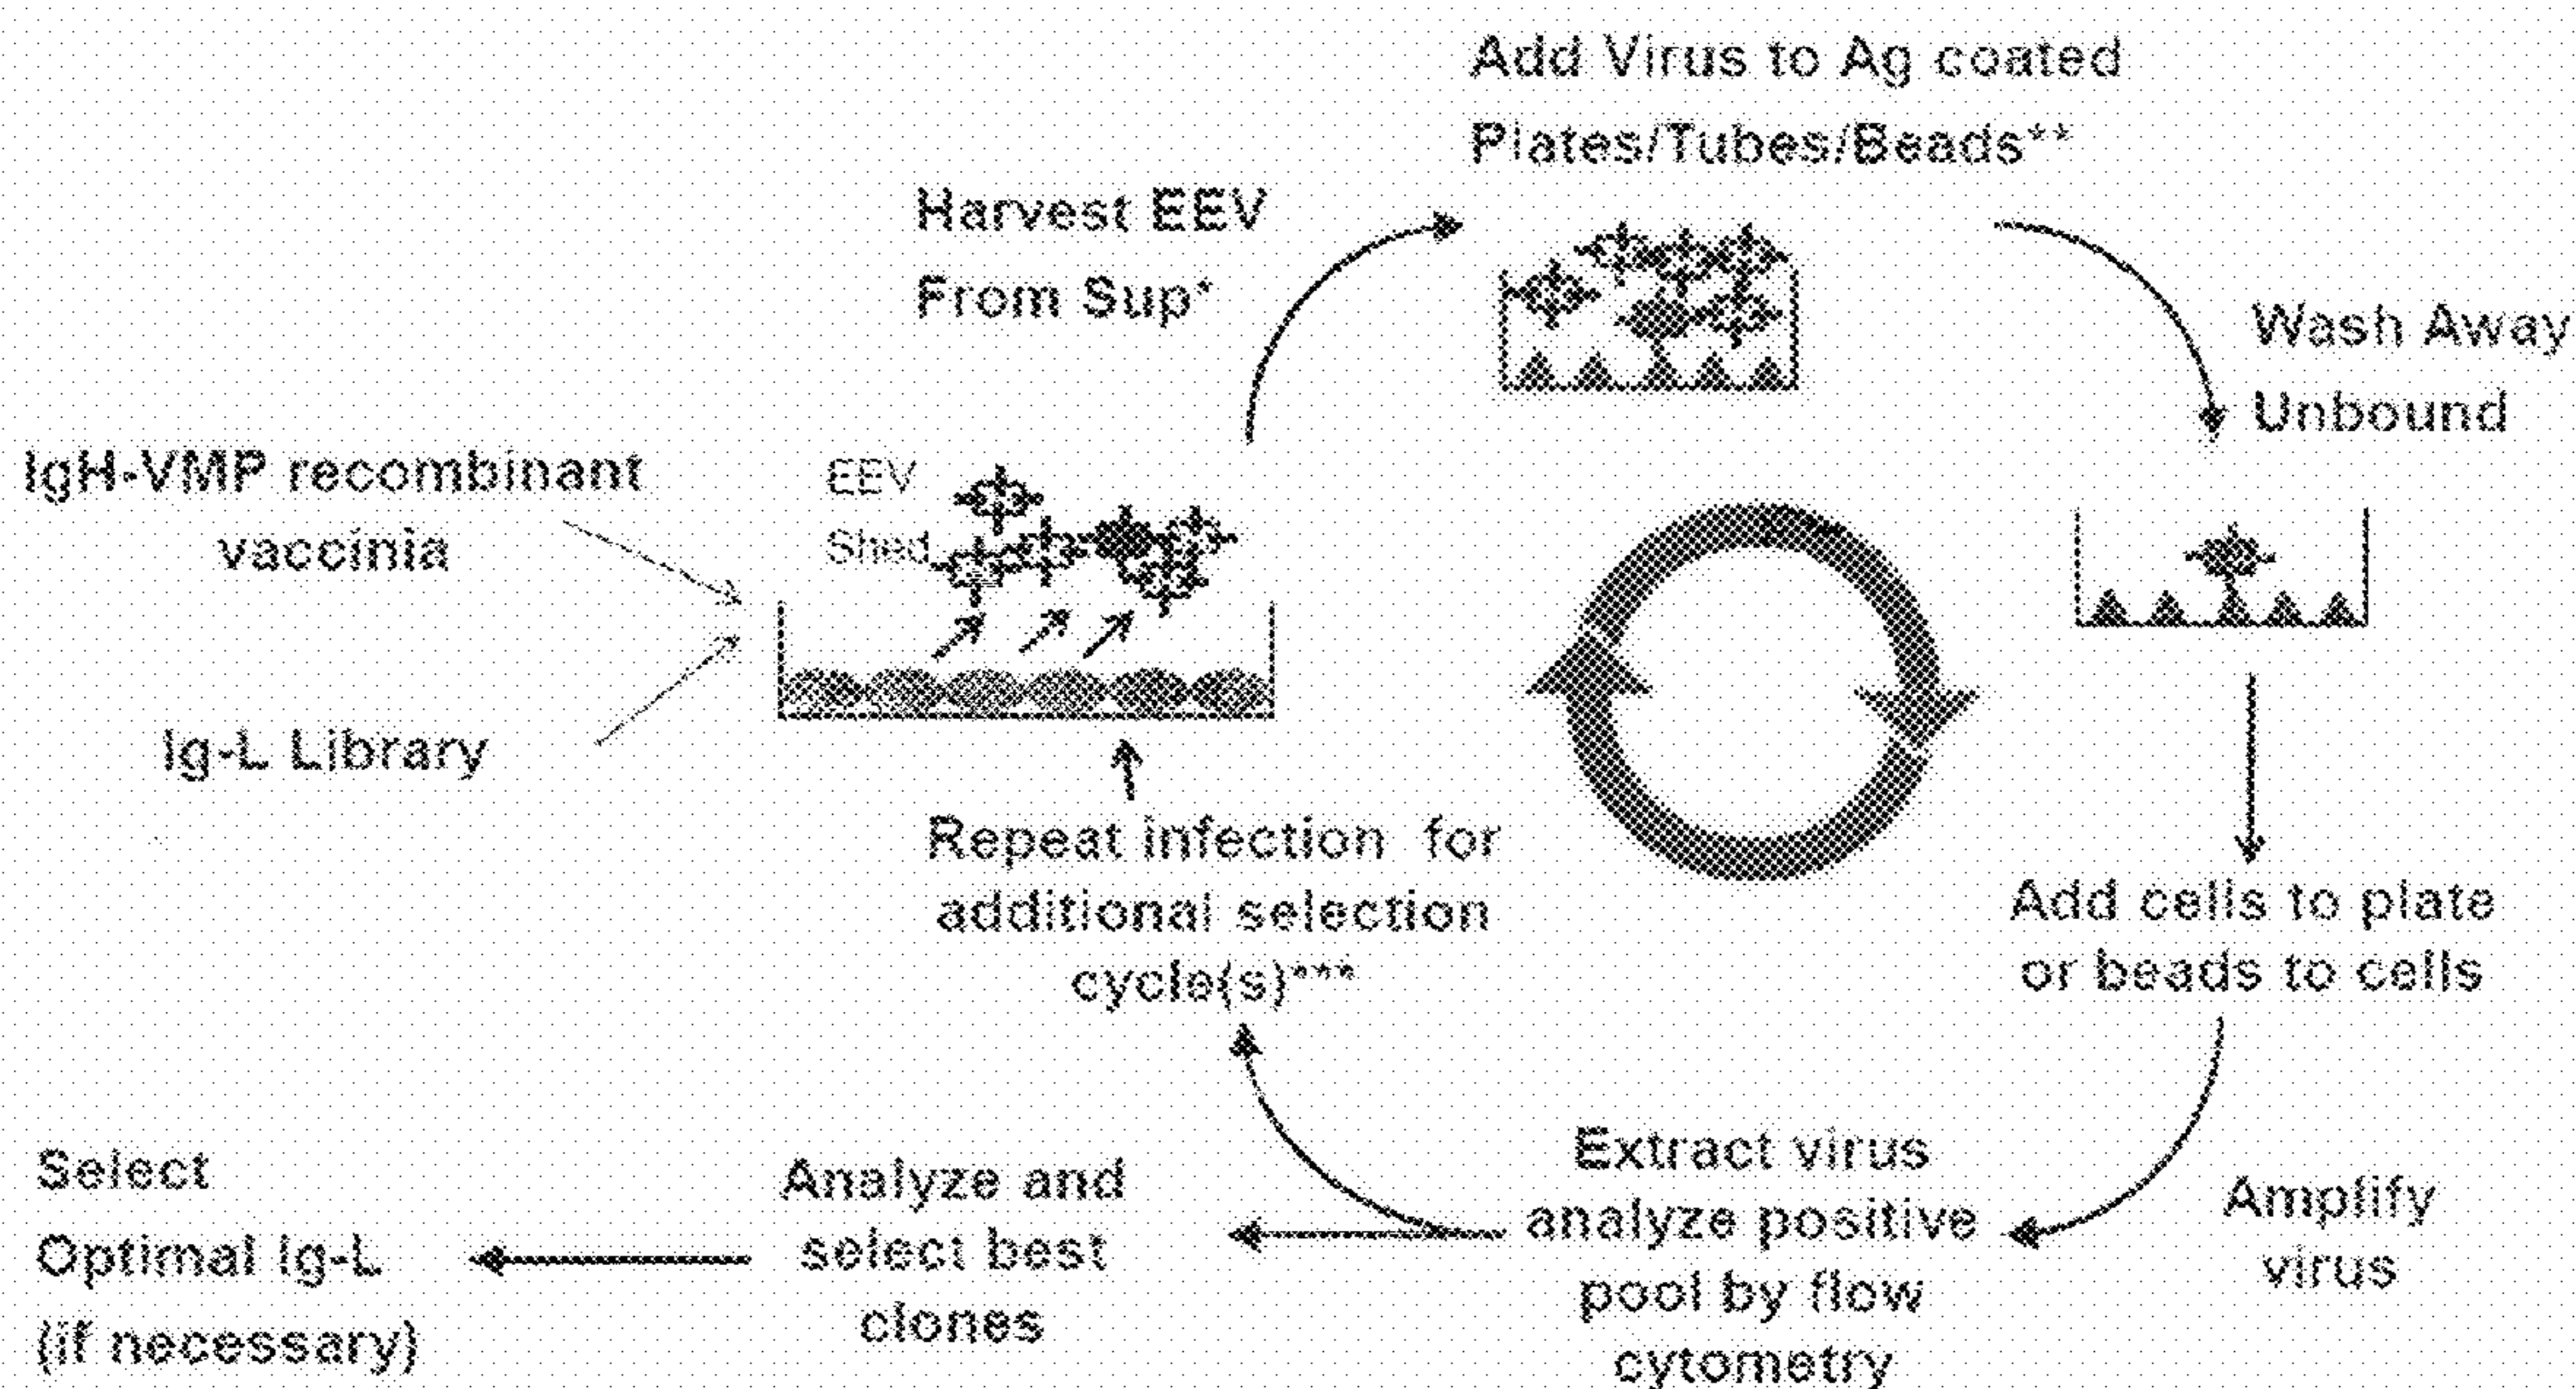 Add Virus to Ag coated
Plates/Tubes/Beads**
Harvest EEV
From Sup*
Wash Away
Unbound
IgH-VMP recombinant
vaccinia
EEV
Shed
Ig-L Library
Repeat infection for
additional selection
cycle(s)***
Add cells to plate
or beads to cells
Amplify
virus
Extract virus
analyze positive
pool by flow
cytometry
Analyze and
select best
clones
Select
Optimal Ig-L
(if necessary)